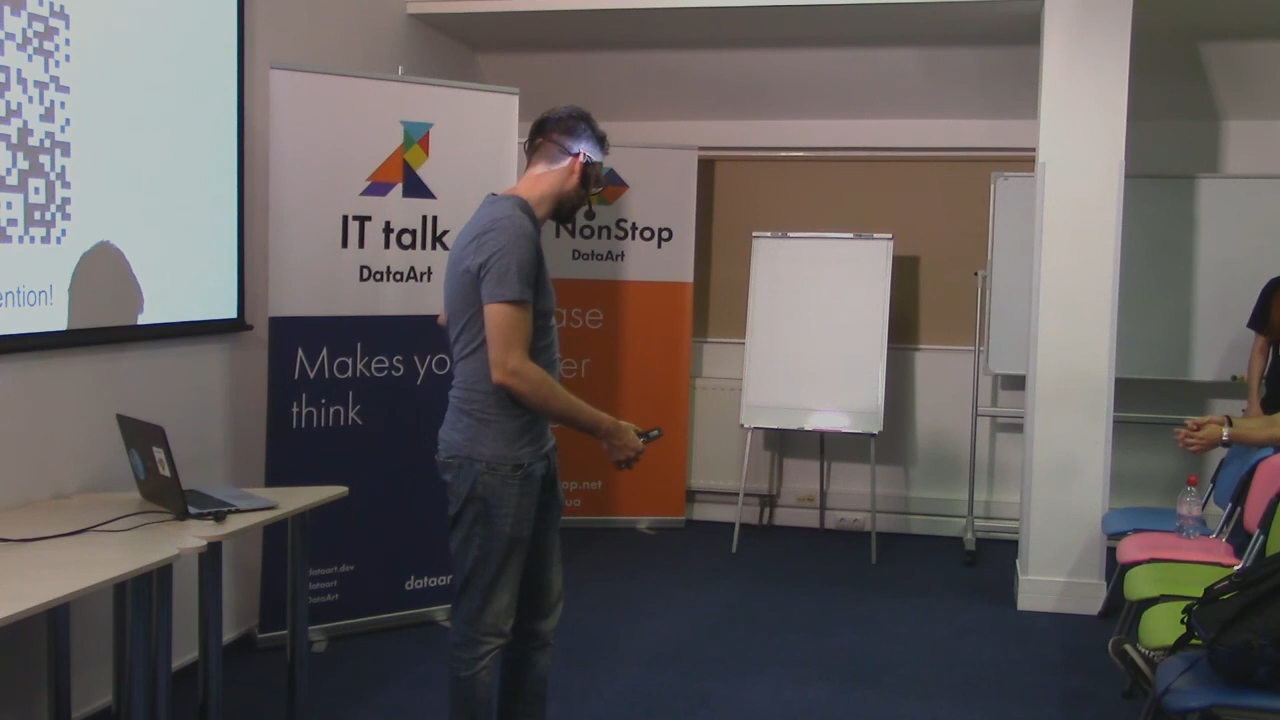 ention!
IT talk
DataArt
Makes yo
think
dataart.dev
dataart
DataArt
dataar
NonStop
DataArt
ase
er
op.net
ua